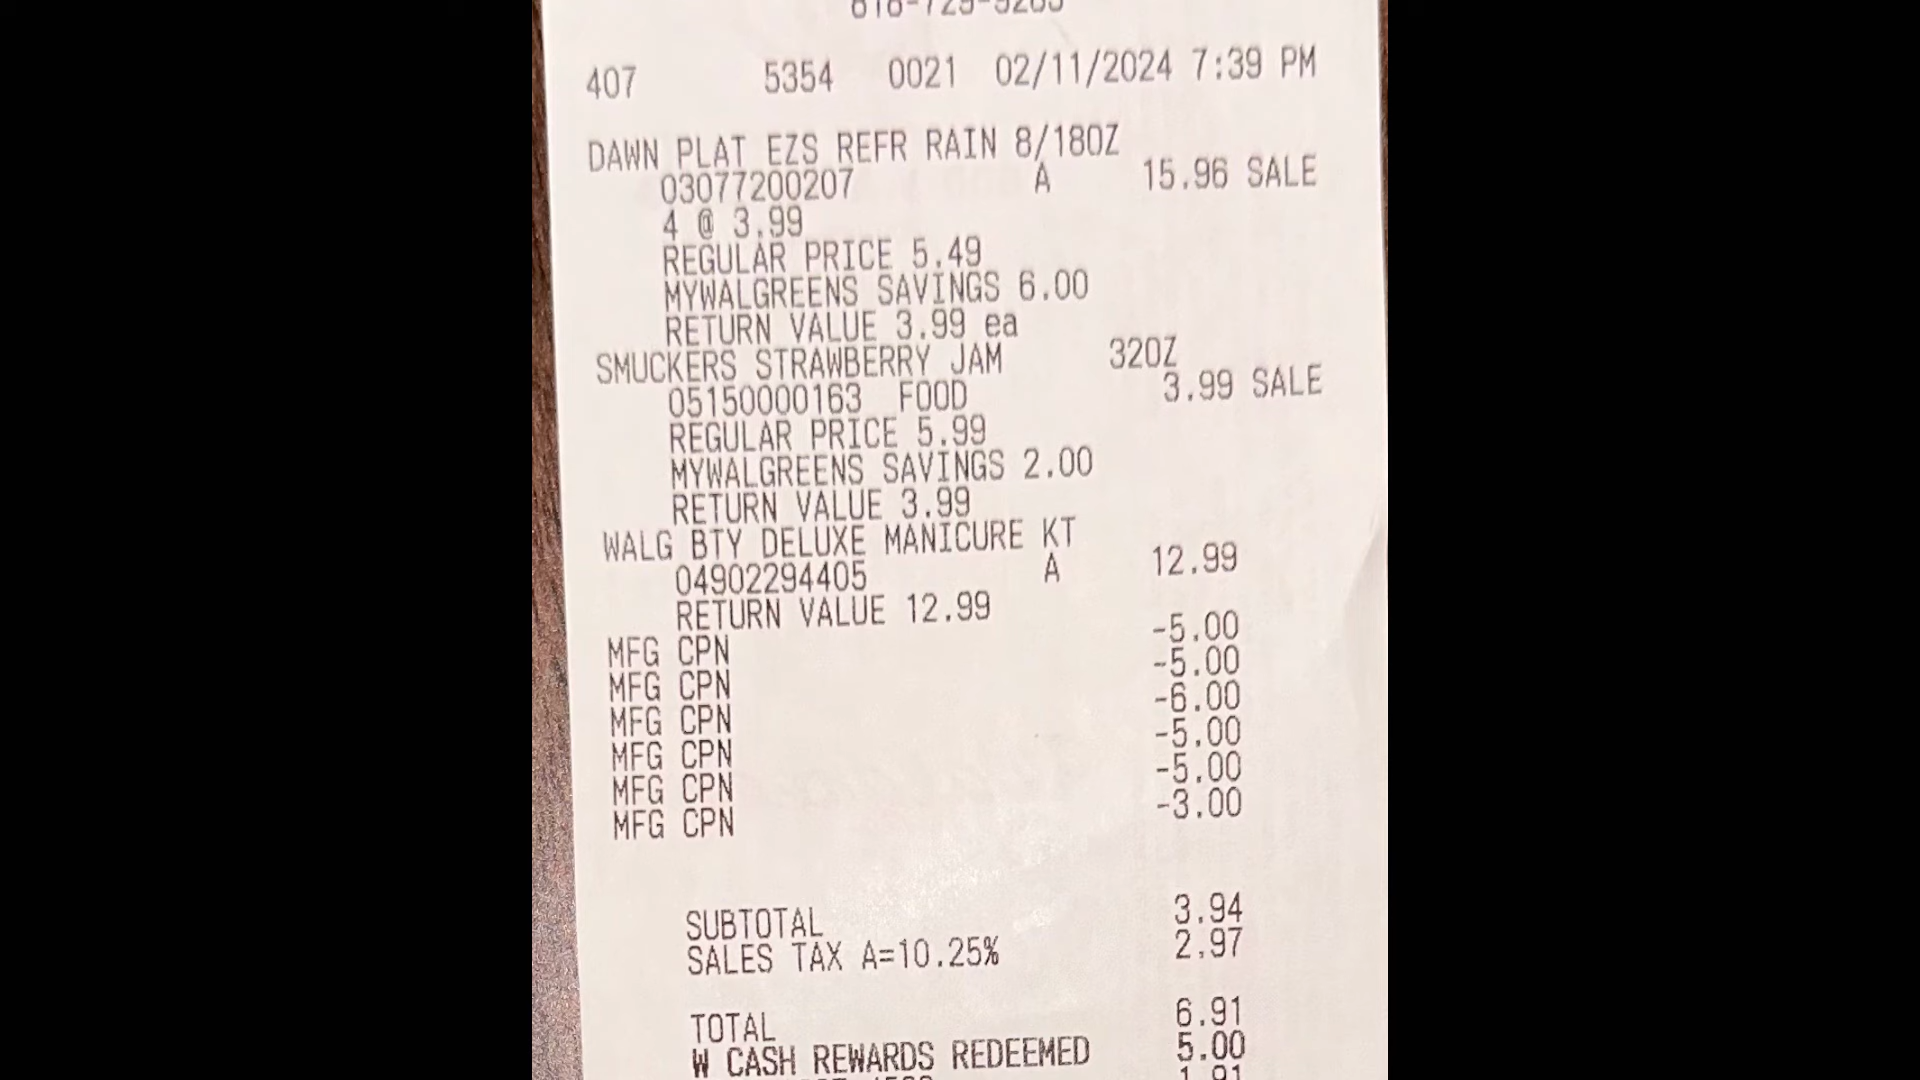 407 5354 0021 02/11/2024 7:39 PM
DAWN PLAT EZS REFR RAIN 8/18OZ
03077200207 A 15.96 SALE
4 @ 3.99
REGULAR PRICE 5.49
MYWALGREENS SAVINGS 6.00
RETURN VALUE 3.99 ea
SMUCKERS STRAWBERRY JAM 32OZ
05150000163 FOOD 3.99 SALE
REGULAR PRICE 5.99
MYWALGREENS SAVINGS 2.00
RETURN VALUE 3.99
WALG BTY DELUXE MANICURE KT
04902294405 A 12.99
RETURN VALUE 12.99
MFG CPN -5.00
MFG CPN -5.00
MFG CPN -6.00
MFG CPN -5.00
MFG CPN -5.00
MFG CPN -3.00
SUBTOTAL 3.94
SALES TAX A=10.25% 2.97
TOTAL 6.91
W CASH REWARDS REDEEMED 5.00
1.91